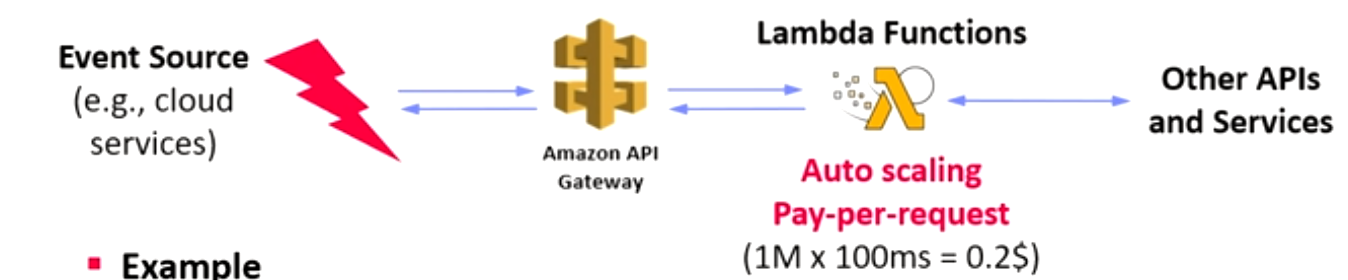 Event Source
(e.g., cloud
services)
Amazon API
Gateway
Lambda Functions
Auto scaling
Pay-per-request
(1M x 100ms = 0.2$)
Other APIs
and Services
▪ Example